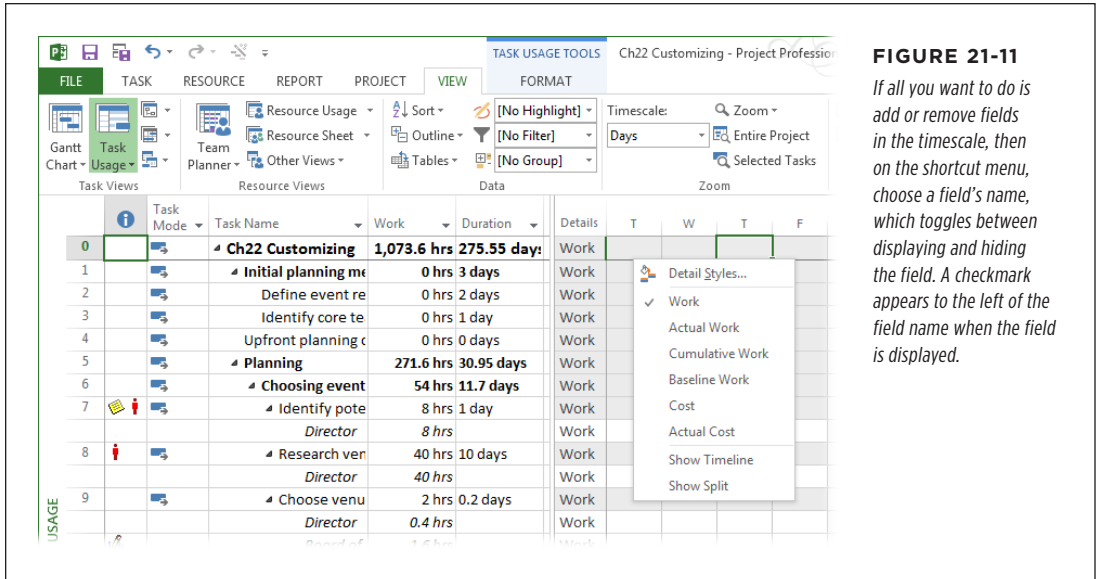 TASK USAGE TOOLS Ch22 Customizing - Project Profession
FILE TASK RESOURCE REPORT PROJECT VIEW FORMAT
Gantt Chart
Task Usage
Task Views
Team Planner
Resource Usage
Resource Sheet
Other Views
Resource Views
Sort
Outline
Tables
[No Highlight]
[No Filter]
[No Group]
Data
Timescale:
Days
Zoom
Entire Project
Selected Tasks
Zoom
Task Mode Task Name Work Duration Details T W T F
0 Ch22 Customizing 1,073.6 hrs 275.55 days Work
1 Initial planning me 0 hrs 3 days Work
2 Define event re 0 hrs 2 days Work
3 Identify core te 0 hrs 1 day Work
4 Upfront planning c 0 hrs 0 days Work
5 Planning 271.6 hrs 30.95 days Work
6 Choosing event 54 hrs 11.7 days Work
7 Identify pote 8 hrs 1 day Work
Director 8 hrs Work
8 Research ven 40 hrs 10 days Work
Director 40 hrs Work
9 Choose venu 2 hrs 0.2 days Work
Director 0.4 hrs Work
Board of 1.6 hrs Work
USAGE
Detail Styles...
✓ Work
Actual Work
Cumulative Work
Baseline Work
Cost
Actual Cost
Show Timeline
Show Split
FIGURE 21-11
If all you want to do is
add or remove fields
in the timescale, then
on the shortcut menu,
choose a field's name,
which toggles between
displaying and hiding
the field. A checkmark
appears to the left of the
field name when the field
is displayed.